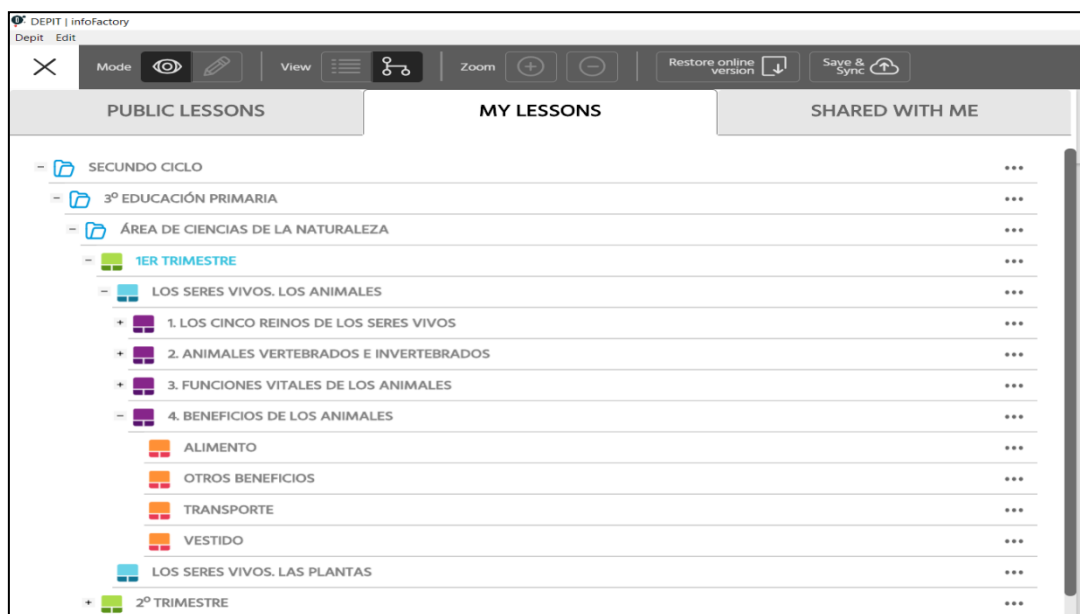 DEPIT | infoFactory
Depit Edit
Mode View Zoom Restore online version Save & Sync
PUBLIC LESSONS MY LESSONS SHARED WITH ME
SECUNDO CICLO
3º EDUCACIÓN PRIMARIA
ÁREA DE CIENCIAS DE LA NATURALEZA
1ER TRIMESTRE
LOS SERES VIVOS. LOS ANIMALES
1. LOS CINCO REINOS DE LOS SERES VIVOS
2. ANIMALES VERTEBRADOS E INVERTEBRADOS
3. FUNCIONES VITALES DE LOS ANIMALES
4. BENEFICIOS DE LOS ANIMALES
ALIMENTO
OTROS BENEFICIOS
TRANSPORTE
VESTIDO
LOS SERES VIVOS. LAS PLANTAS
2º TRIMESTRE